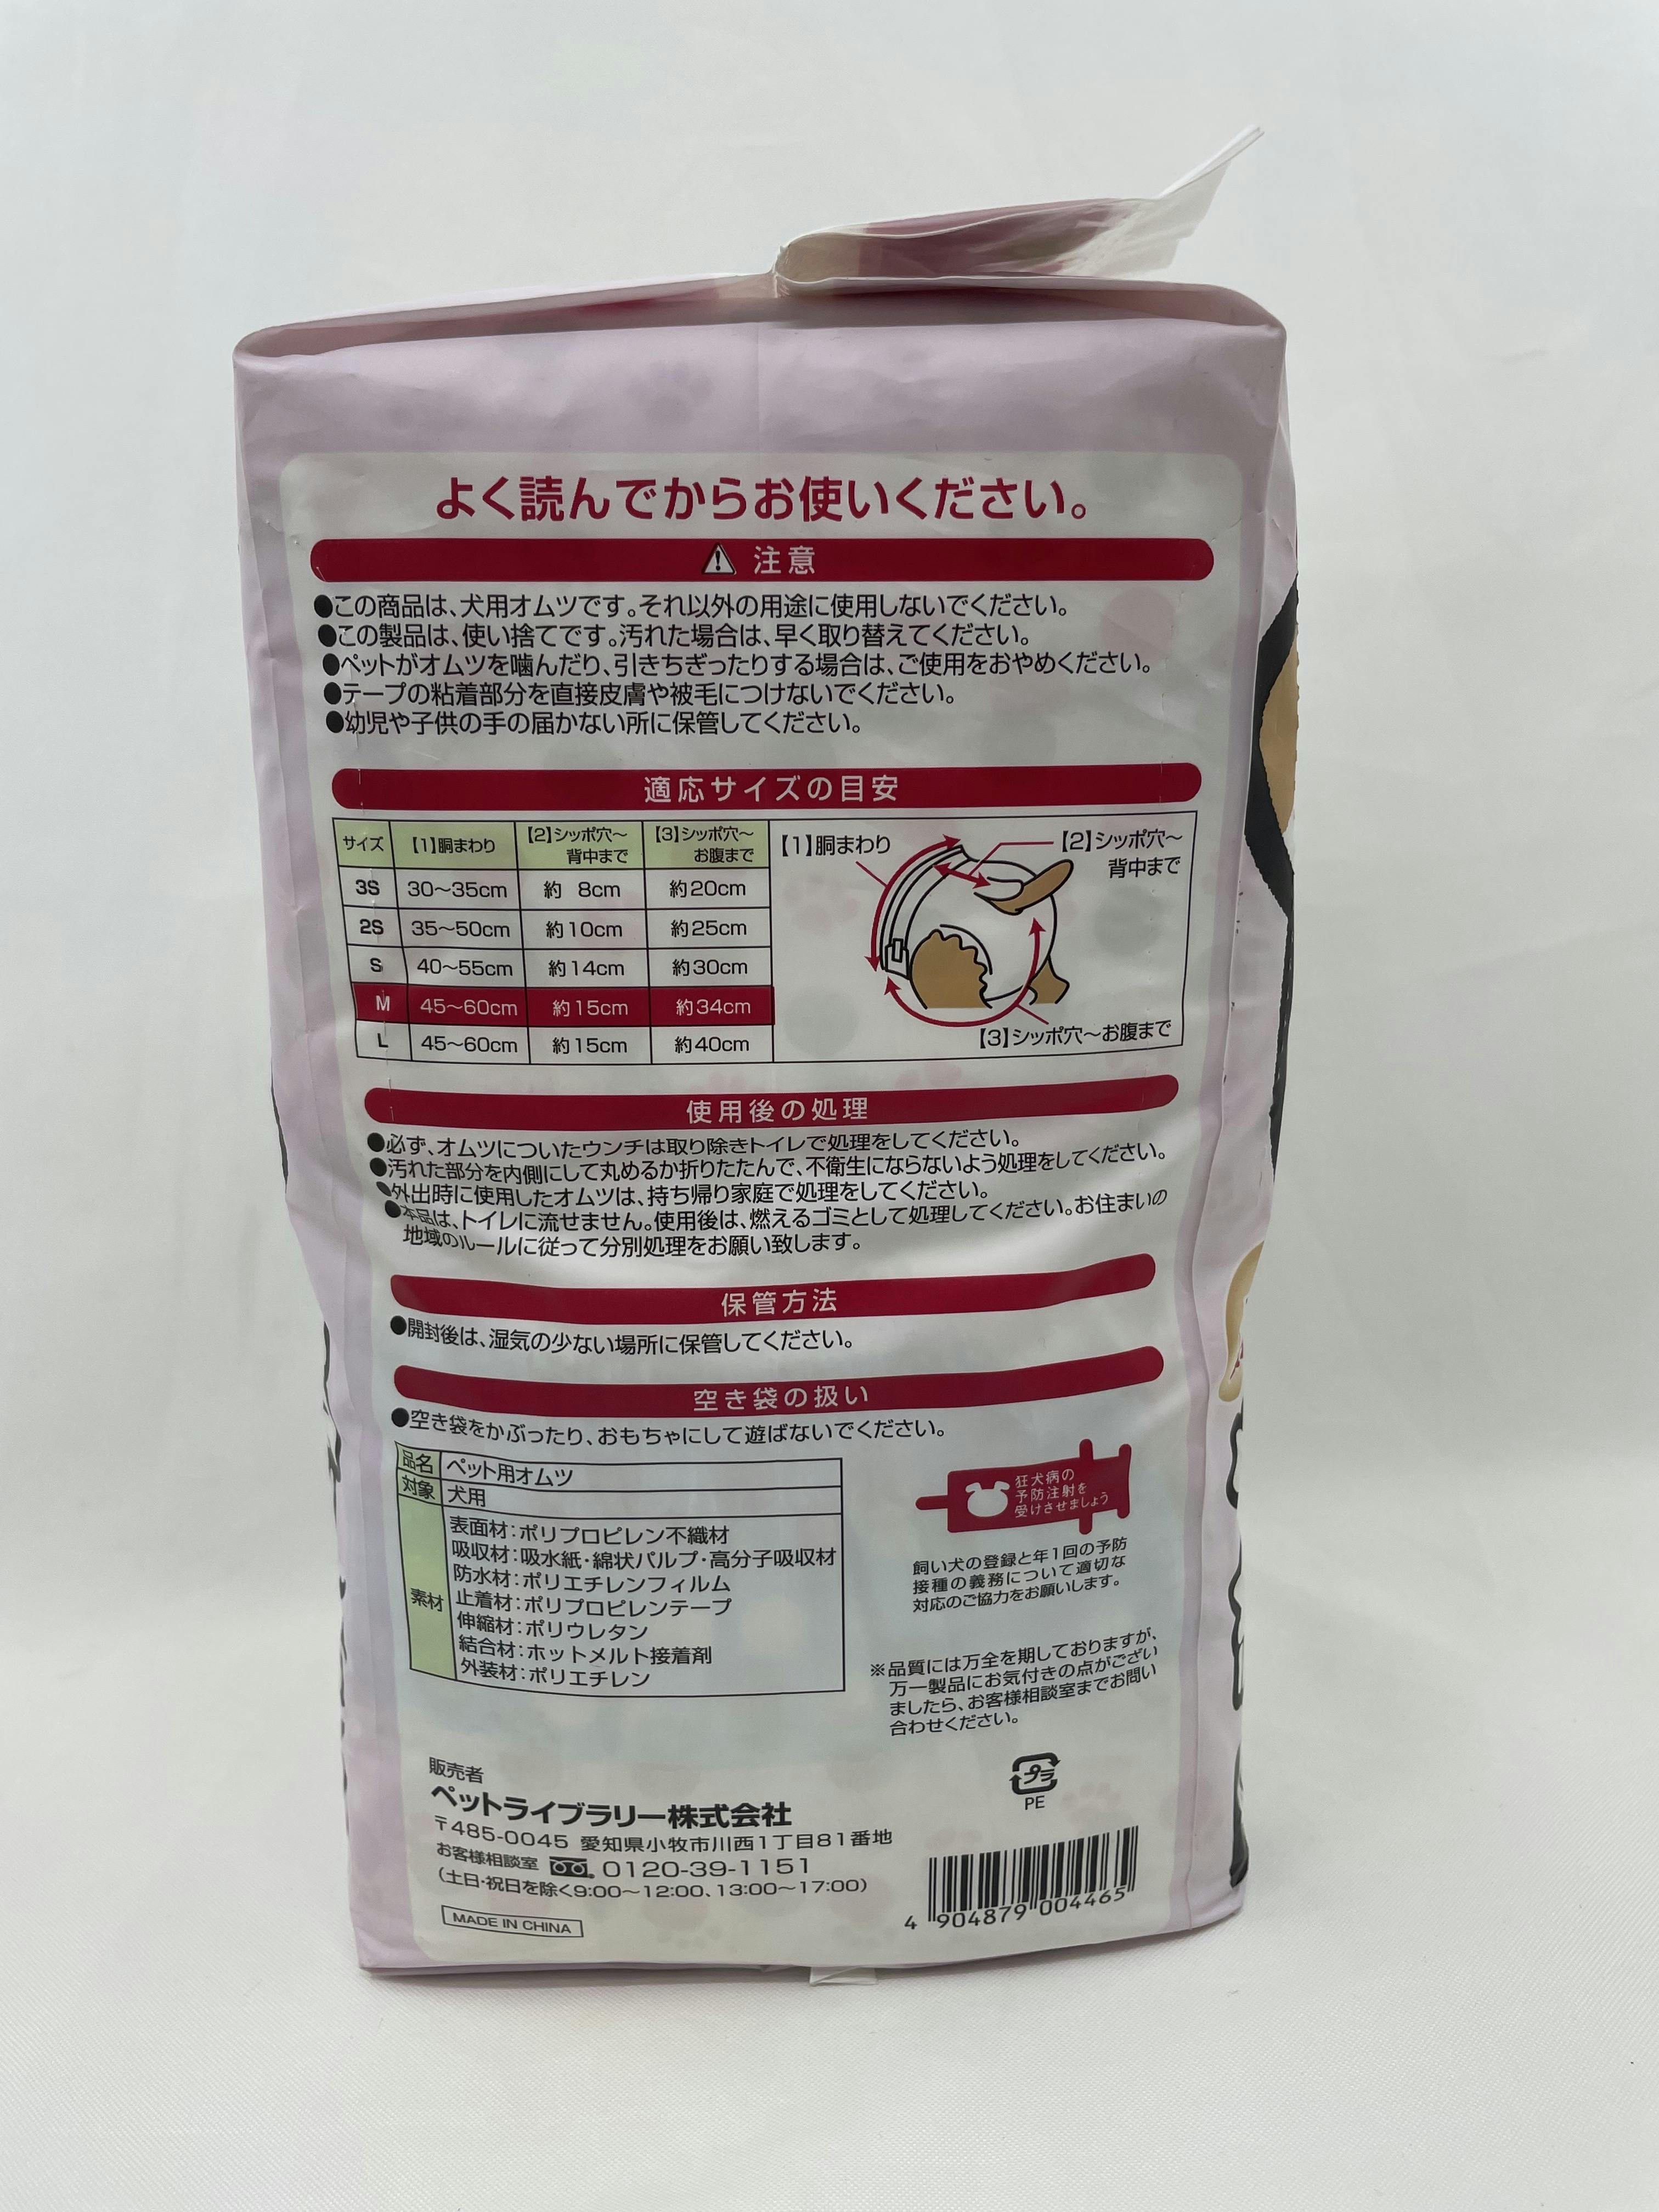 よく読んでからお使いください。
注意
●この商品は、犬用オムツです。それ以外の用途に使用しないでください。
●この製品は、使い捨てです。汚れた場合は、早く取り替えてください。
●ペットがオムツを噛んだり、引きちぎったりする場合は、ご使用をおやめください。
●テープの粘着部分を直接皮膚や被毛につけないでください。
●幼児や子供の手の届かない所に保管してください。
適応サイズの目安
サイズ 【1】胴まわり 【2】シッポ穴〜背中まで 【3】シッポ穴〜お腹まで
3S 30〜35cm 約 8cm 約20cm
2S 35〜50cm 約10cm 約25cm
S 40〜55cm 約14cm 約30cm
M 45〜60cm 約15cm 約34cm
L 45〜60cm 約15cm 約40cm
【1】胴まわり
【2】シッポ穴〜
背中まで
【3】シッポ穴〜お腹まで
使用後の処理
●必ず、オムツについたウンチは取り除きトイレで処理をしてください。
●汚れた部分を内側にして丸めるか折りたたんで、不衛生にならないよう処理をしてください。
●外出時に使用したオムツは、持ち帰り家庭で処理をしてください。
●本品は、トイレに流せません。使用後は、燃えるゴミとして処理してください。お住まいの
地域のルールに従って分別処理をお願い致します。
保管方法
●開封後は、湿気の少ない場所に保管してください。
空き袋の扱い
●空き袋をかぶったり、おもちゃにして遊ばないでください。
品名 ペット用オムツ
対象 犬用
素材
表面材:ポリプロピレン不織材
吸収材:吸水紙・綿状パルプ・高分子吸収材
防水材:ポリエチレンフィルム
止着材:ポリプロピレンテープ
伸縮材:ポリウレタン
結合材:ホットメルト接着剤
外装材:ポリエチレン
狂犬病の
予防注射を
受けさせましょう
飼い犬の登録と年1回の予防
接種の義務について適切な
対応のご協力をお願いします。
※品質には万全を期しておりますが、
万一製品にお気付きの点がござい
ましたら、お客様相談室までお問い
合わせください。
プラ
PE
販売者
ペットライブラリー株式会社
〒485-0045 愛知県小牧市川西1丁目81番地
お客様相談室 0120-39-1151
(土日・祝日を除く9:00〜12:00、13:00〜17:00)
MADE IN CHINA
4 904879 004465